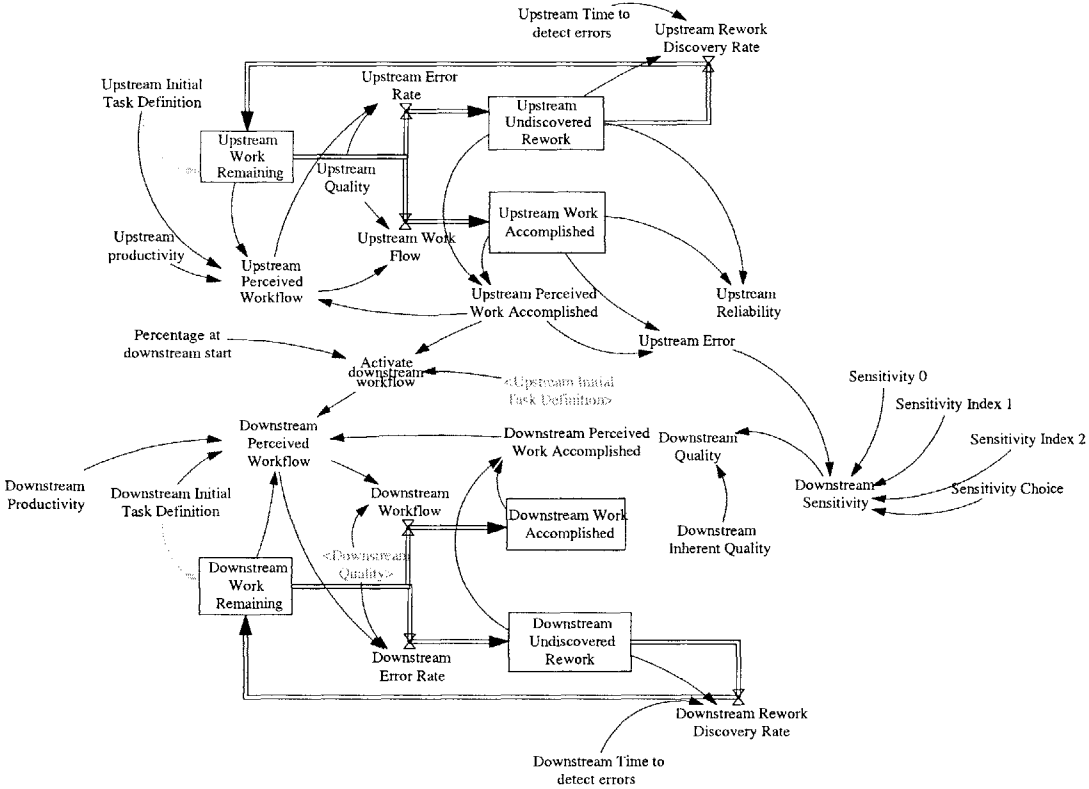 Upstream Time to
detect errors
Upstream Rework
Discovery Rate
Upstream Initial
Task Definition
Upstream Error
Rate
Upstream
Undiscovered
Rework
Upstream
Work
Remaining
Upstream
Quality
Upstream Work
Accomplished
Upstream
productivity
Upstream Work
Flow
Upstream
Perceived
Workflow
Upstream Perceived
Work Accomplished
Upstream
Reliability
Percentage at
downstream start
Upstream Error
Activate
downstream
workflow
<Upstream Initial
Task Definition>
Sensitivity 0
Sensitivity Index 1
Sensitivity Index 2
Sensitivity Choice
Downstream
Perceived
Workflow
Downstream Perceived
Work Accomplished
Downstream
Quality
Downstream
Sensitivity
Downstream
Productivity
Downstream Initial
Task Definition
Downstream
Workflow
Downstream Work
Accomplished
Downstream
Inherent Quality
<Downstream
Quality>
Downstream
Work
Remaining
Downstream
Undiscovered
Rework
Downstream
Error Rate
Downstream Rework
Discovery Rate
Downstream Time to
detect errors